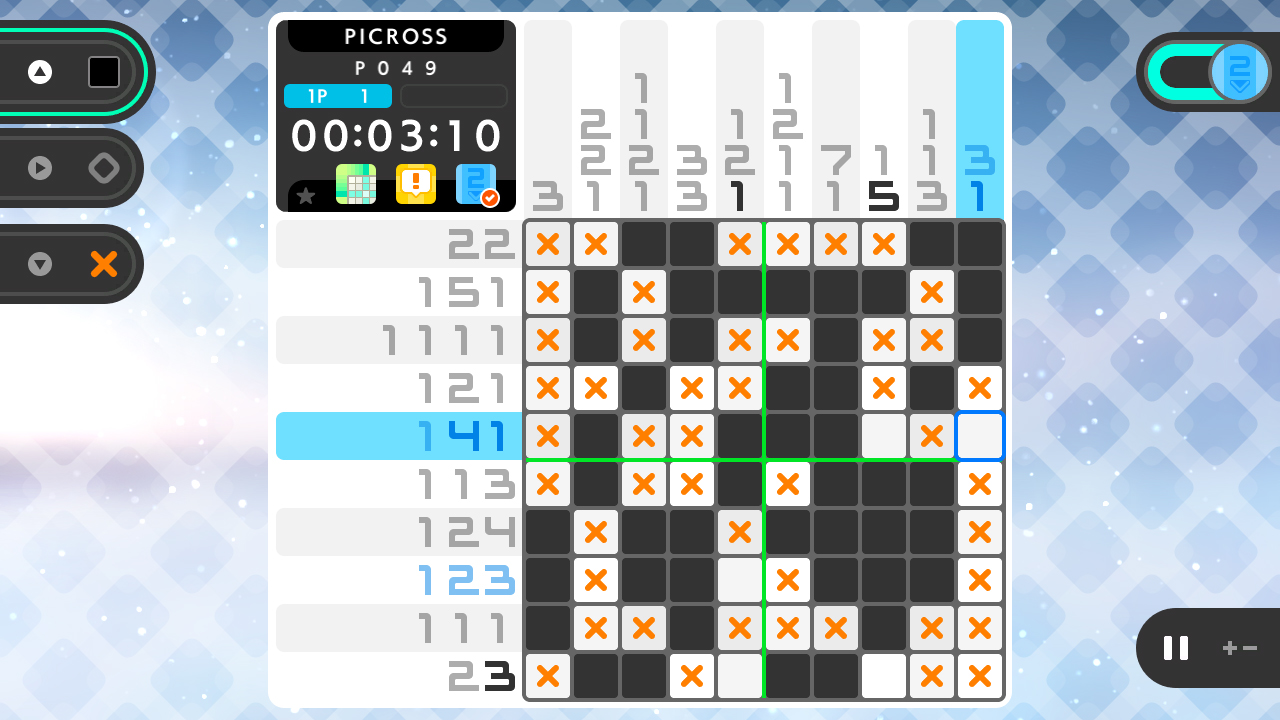 PICROSS
P049
1P 1
00:03:10
1 1
2 1 1 1 2 1
2 2 3 2 1 7 1 1 3
3 1 1 3 1 1 1 5 3 1
2 2
1 5 1
1 1 1 1
1 2 1
1 4 1
1 1 3
1 2 4
1 2 3
1 1 1
2 3
2
2